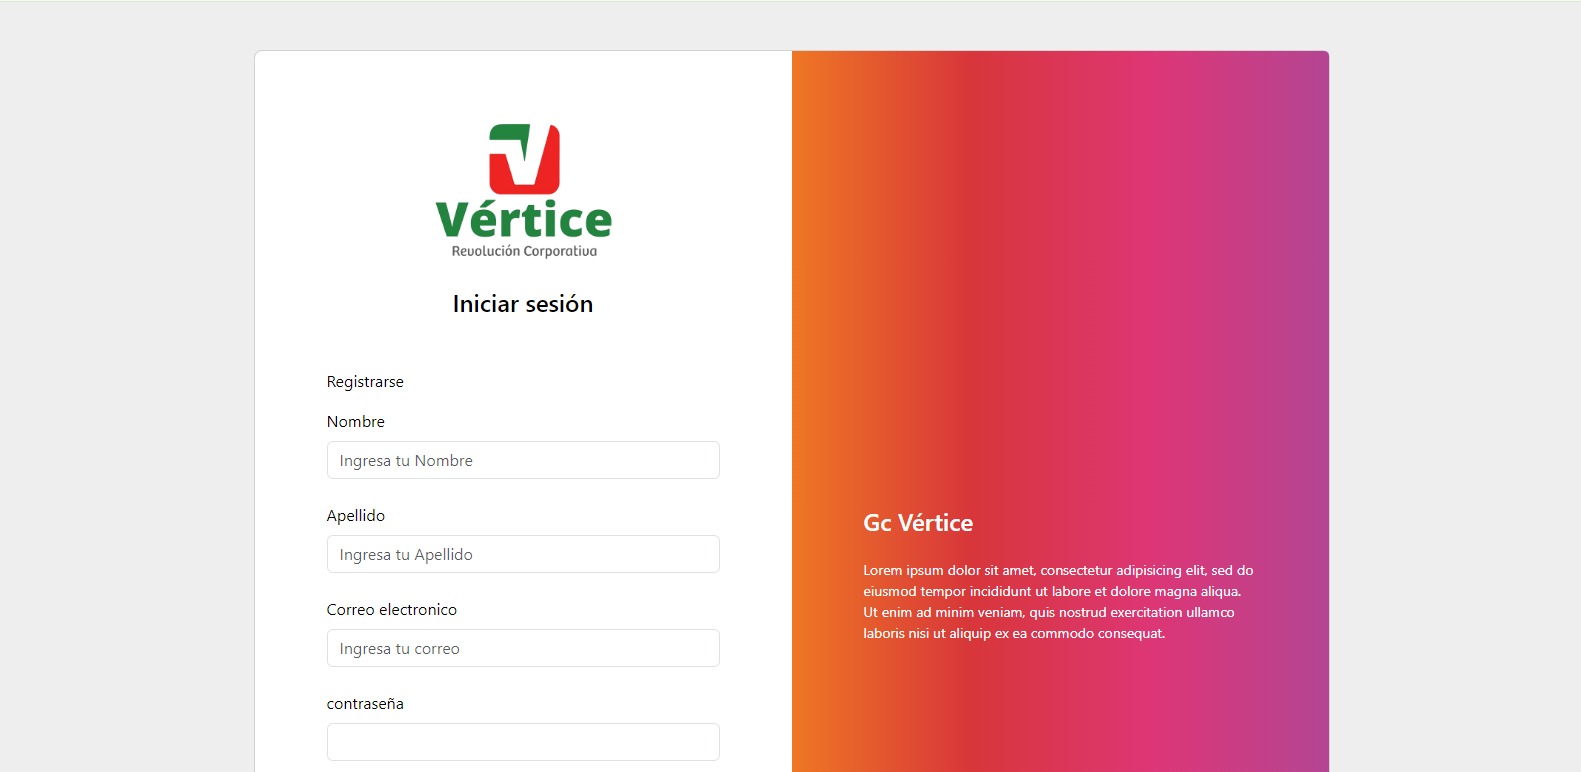 Vértice
Revolución Corporativa
Iniciar sesión
Registrarse
Nombre
Ingresa tu Nombre
Apellido
Ingresa tu Apellido
Correo electronico
Ingresa tu correo
contraseña
Gc Vértice
Lorem ipsum dolor sit amet, consectetur adipisicing elit, sed do
eiusmod tempor incididunt ut labore et dolore magna aliqua.
Ut enim ad minim veniam, quis nostrud exercitation ullamco
laboris nisi ut aliquip ex ea commodo consequat.